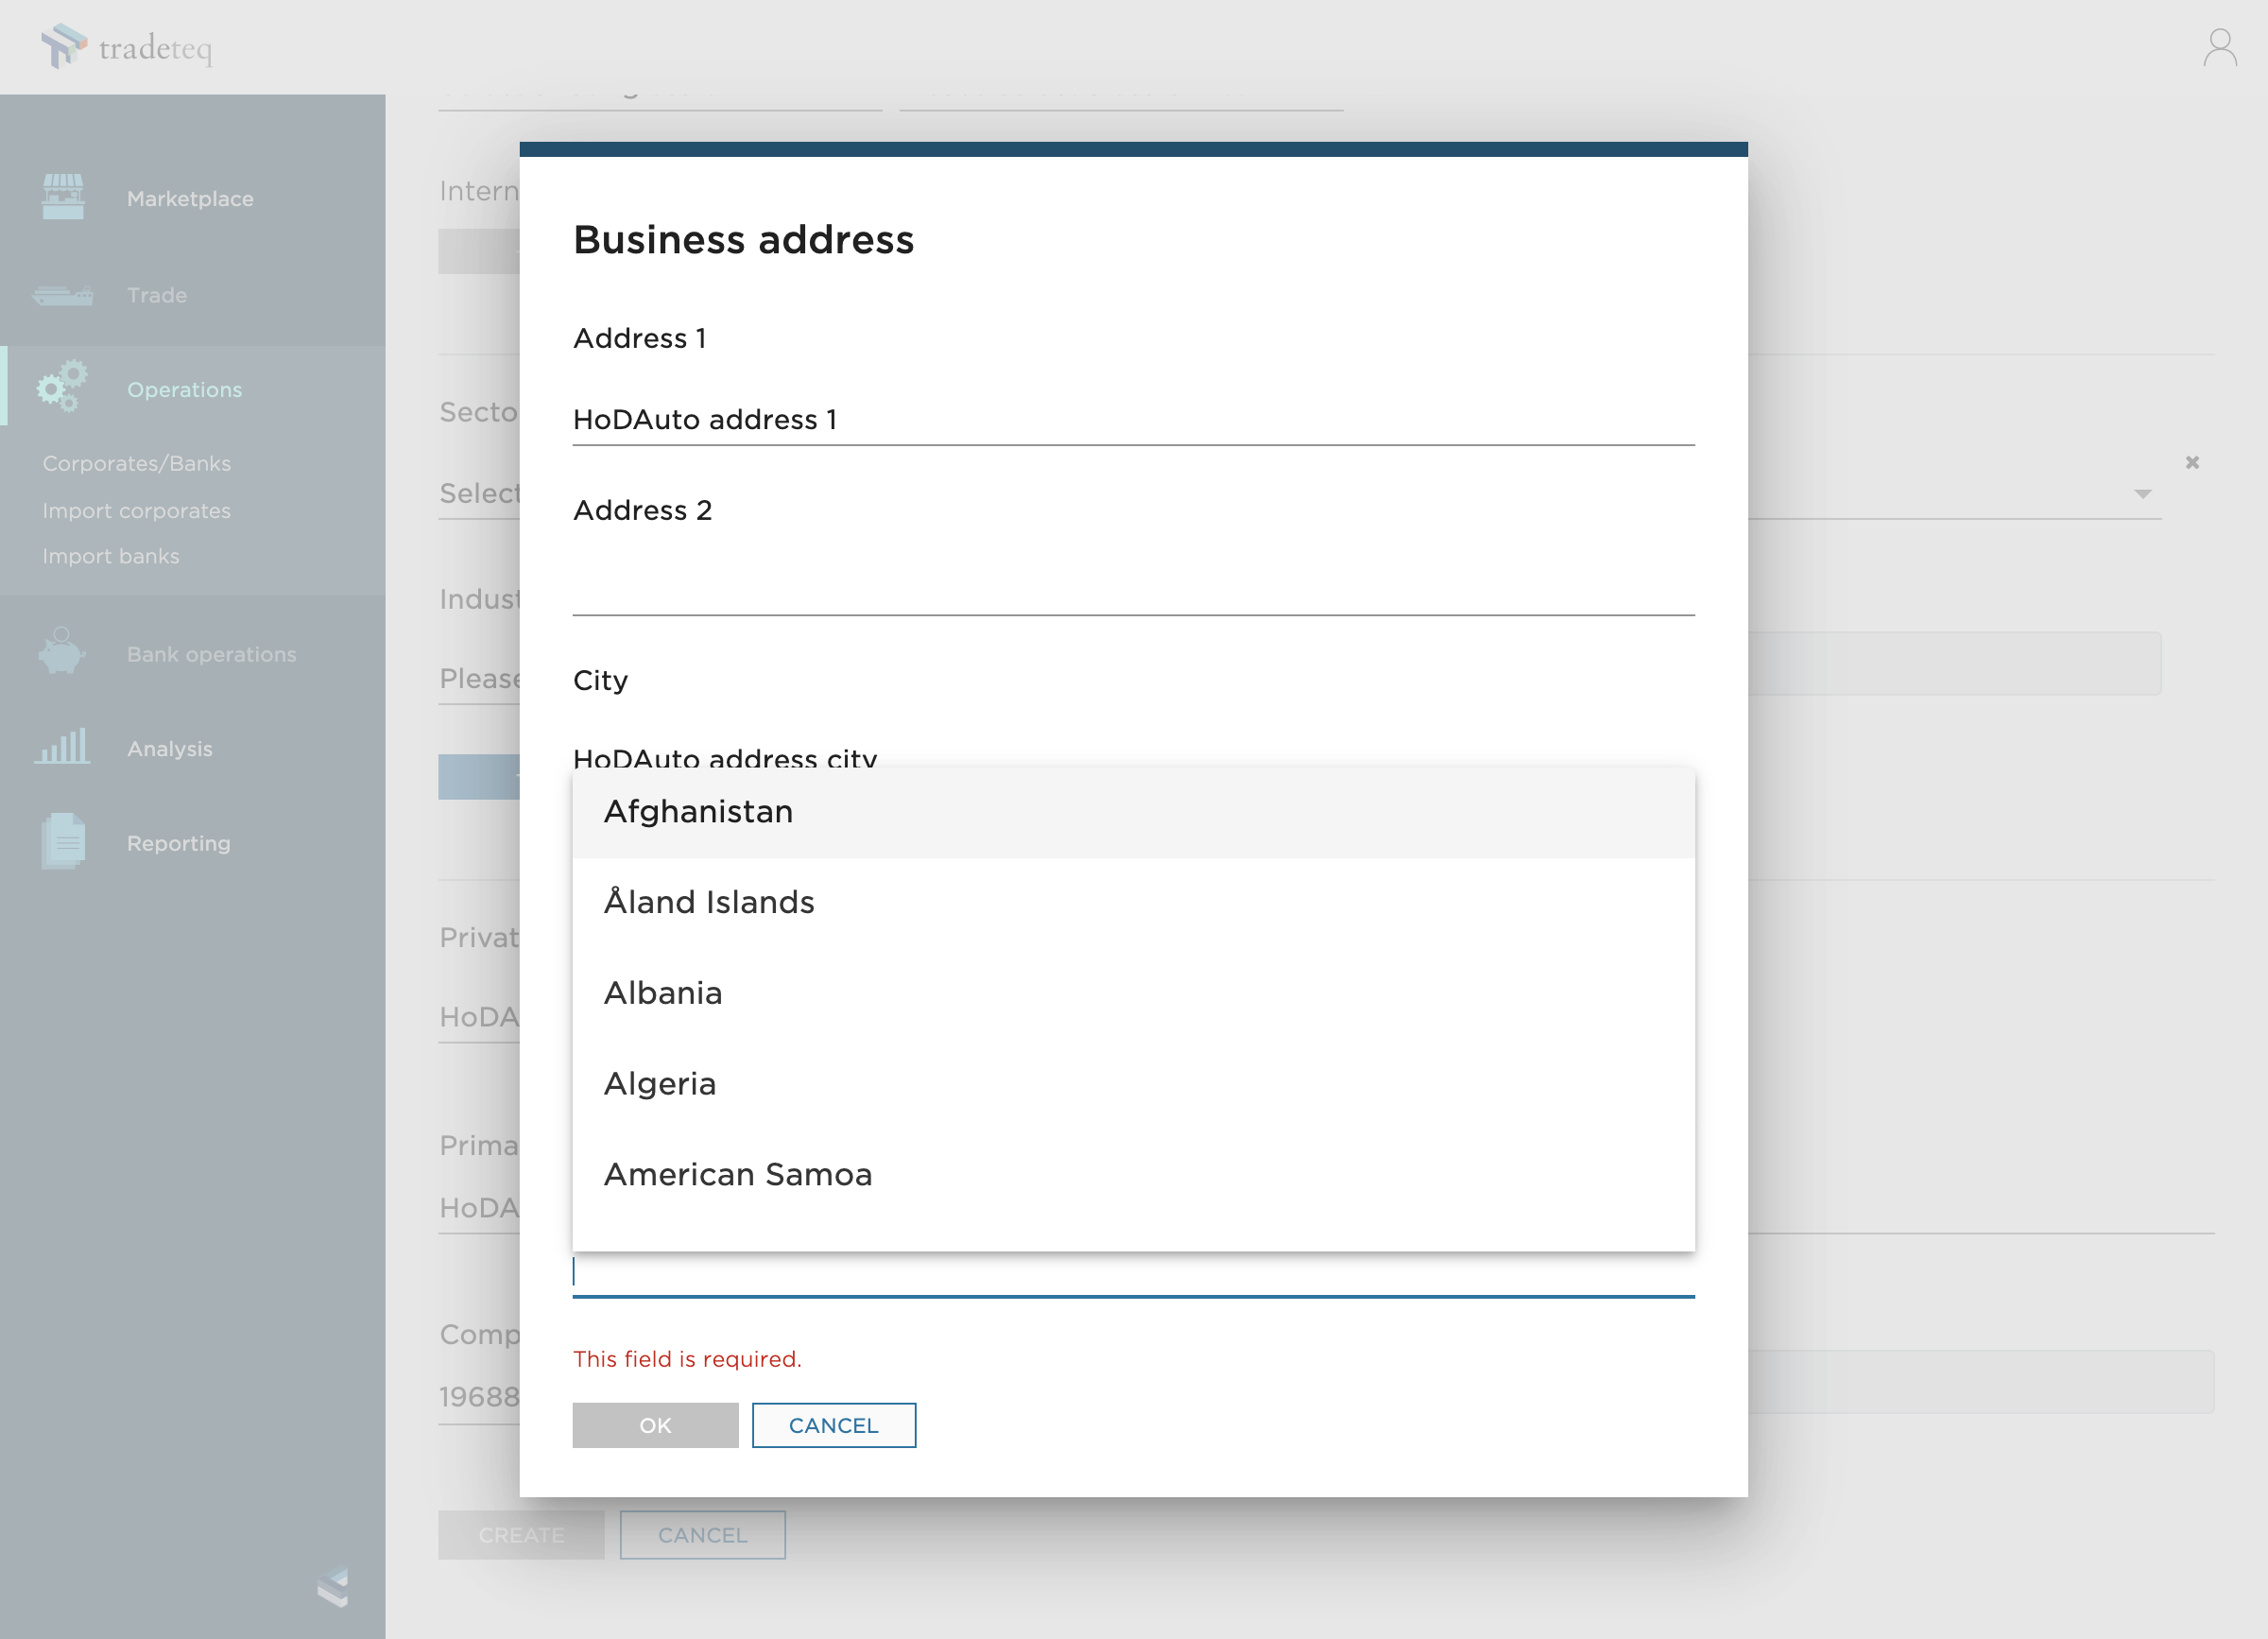 tradeteq
Marketplace
Trade
Operations
Corporates/Banks
Import corporates
Import banks
Bank operations
Analysis
Reporting
Intern
Secto
Select
Indust
Please
Privat
HoDA
Prima
HoDA
Comp
19688
CREATE
CANCEL
Business address
Address 1
HoDAuto address 1
Address 2
City
HoDAuto address city
Afghanistan
Åland Islands
Albania
Algeria
American Samoa
This field is required.
OK
CANCEL